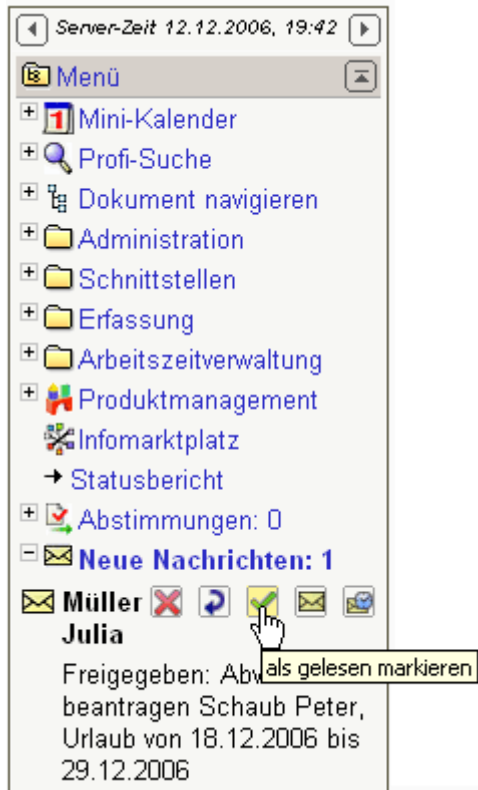 Server-Zeit 12.12.2006, 19:42
Menü
1 Mini-Kalender
Profi-Suche
Dokument navigieren
Administration
Schnittstellen
Erfassung
Arbeitszeitverwaltung
Produktmanagement
Infomarktplatz
Statusbericht
Abstimmungen: 0
Neue Nachrichten: 1
Müller
Julia
als gelesen markieren
Freigegeben:
beantragen Schaub Peter,
Urlaub von 18.12.2006 bis
29.12.2006